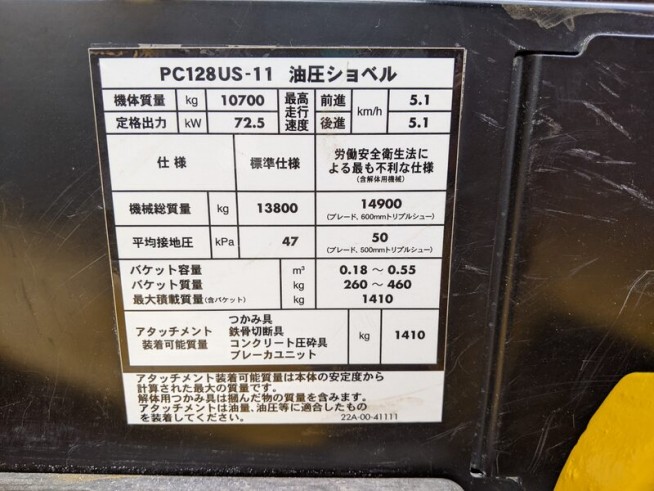 PC128US-11 油圧ショベル
機体質量 kg 10700 最高走行速度 前進 km/h 5.1
定格出力 kW 72.5 後進 5.1
仕様 標準仕様 労働安全衛生法に
よる最も不利な仕様
(含解体用機械)
機械総質量 kg 13800 14900
(ブレード、600mmトリプルシュー)
平均接地圧 kPa 47 50
(ブレード、500mmトリプルシュー)
バケット容量 m³ 0.18 ～ 0.55
バケット質量 kg 260 ～ 460
最大積載質量(含バケット) kg 1410
アタッチメント
装着可能質量
つかみ具
鉄骨切断具
コンクリート圧砕具
ブレーカユニット
kg 1410
アタッチメント装着可能質量は本体の安定度から
計算された最大の質量です。
解体用つかみ具は掴んだ物の質量を含みます。
アタッチメントは油量、油圧等に適合したもの
を装着してください。 22A-00-41111